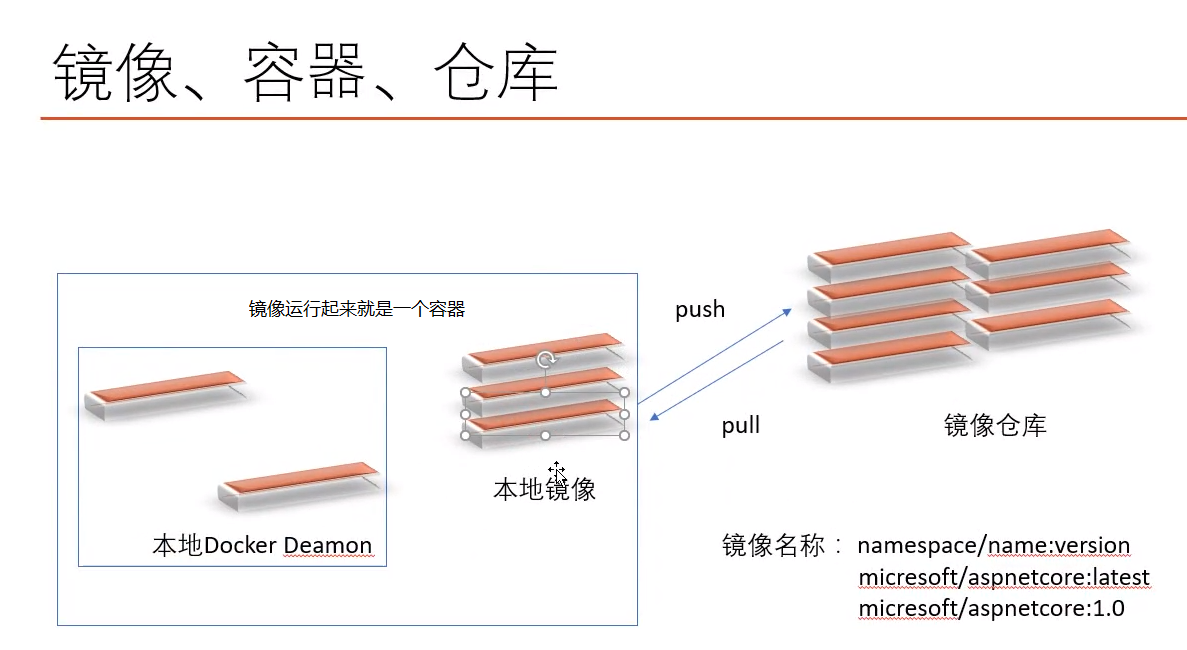 镜像、容器、仓库
镜像运行起来就是一个容器
push
pull
镜像仓库
本地镜像
本地Docker Deamon
镜像名称： namespace/name:version
micresoft/aspnetcore:latest
micresoft/aspnetcore:1.0